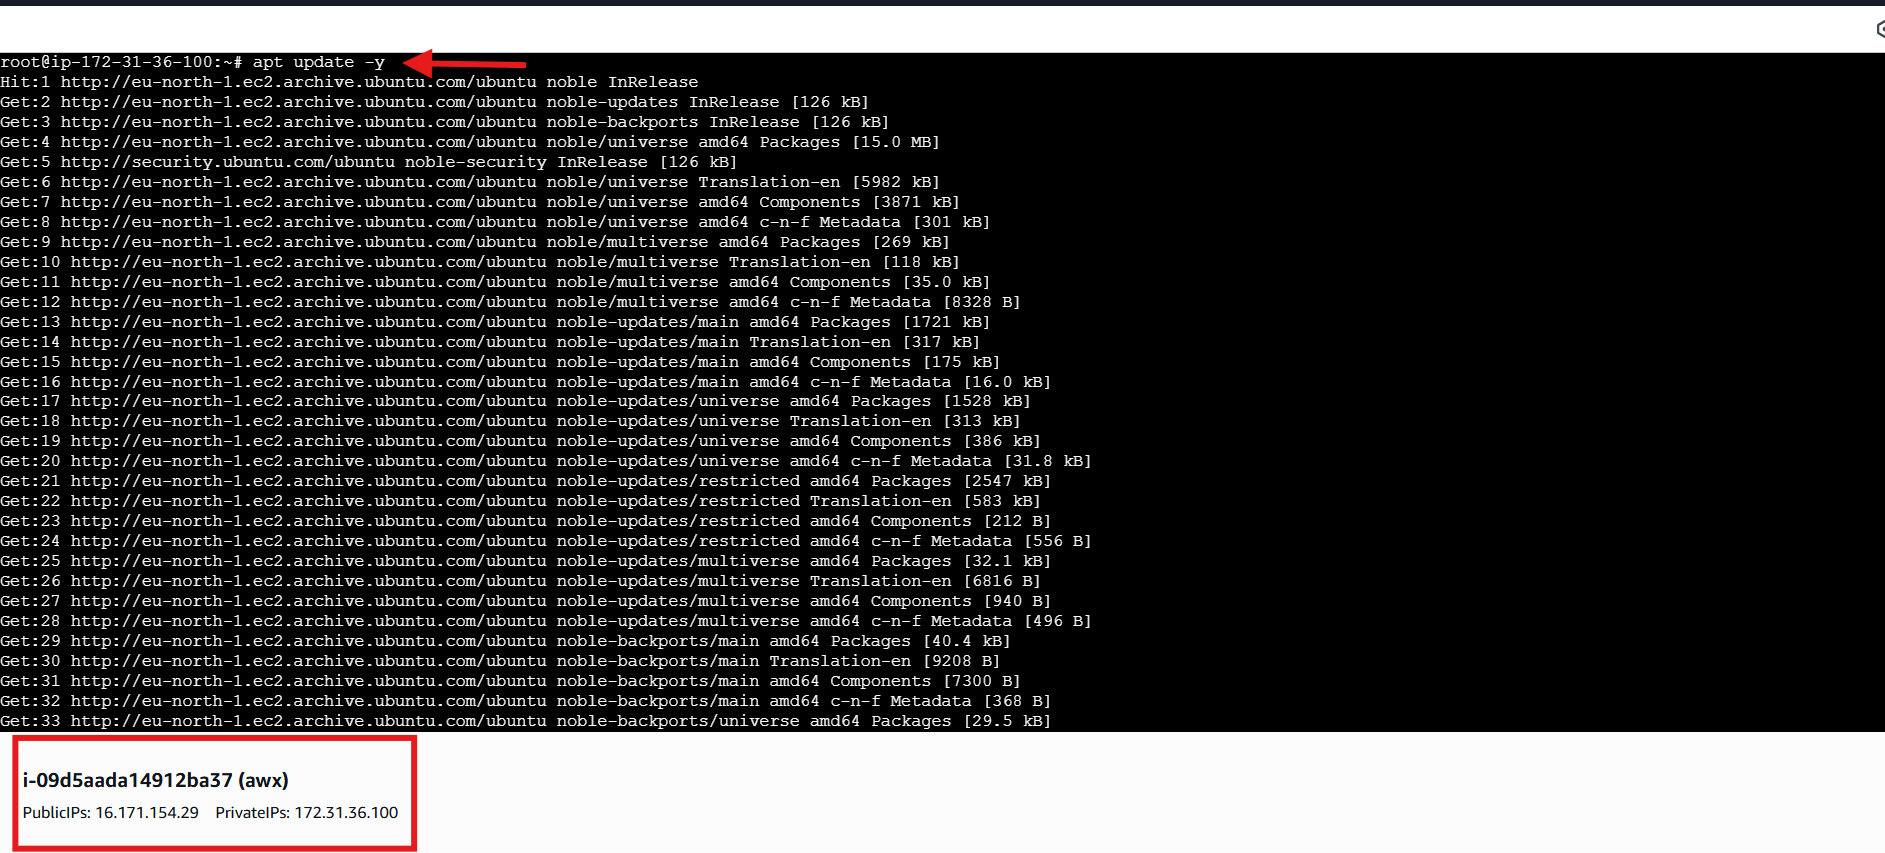 root@ip-172-31-36-100:~# apt update -y
Hit:1 http://eu-north-1.ec2.archive.ubuntu.com/ubuntu noble InRelease
Get:2 http://eu-north-1.ec2.archive.ubuntu.com/ubuntu noble-updates InRelease [126 kB]
Get:3 http://eu-north-1.ec2.archive.ubuntu.com/ubuntu noble-backports InRelease [126 kB]
Get:4 http://eu-north-1.ec2.archive.ubuntu.com/ubuntu noble/universe amd64 Packages [15.0 MB]
Get:5 http://security.ubuntu.com/ubuntu noble-security InRelease [126 kB]
Get:6 http://eu-north-1.ec2.archive.ubuntu.com/ubuntu noble/universe Translation-en [5982 kB]
Get:7 http://eu-north-1.ec2.archive.ubuntu.com/ubuntu noble/universe amd64 Components [3871 kB]
Get:8 http://eu-north-1.ec2.archive.ubuntu.com/ubuntu noble/universe amd64 c-n-f Metadata [301 kB]
Get:9 http://eu-north-1.ec2.archive.ubuntu.com/ubuntu noble/multiverse amd64 Packages [269 kB]
Get:10 http://eu-north-1.ec2.archive.ubuntu.com/ubuntu noble/multiverse Translation-en [118 kB]
Get:11 http://eu-north-1.ec2.archive.ubuntu.com/ubuntu noble/multiverse amd64 Components [35.0 kB]
Get:12 http://eu-north-1.ec2.archive.ubuntu.com/ubuntu noble/multiverse amd64 c-n-f Metadata [8328 B]
Get:13 http://eu-north-1.ec2.archive.ubuntu.com/ubuntu noble-updates/main amd64 Packages [1721 kB]
Get:14 http://eu-north-1.ec2.archive.ubuntu.com/ubuntu noble-updates/main Translation-en [317 kB]
Get:15 http://eu-north-1.ec2.archive.ubuntu.com/ubuntu noble-updates/main amd64 Components [175 kB]
Get:16 http://eu-north-1.ec2.archive.ubuntu.com/ubuntu noble-updates/main amd64 c-n-f Metadata [16.0 kB]
Get:17 http://eu-north-1.ec2.archive.ubuntu.com/ubuntu noble-updates/universe amd64 Packages [1528 kB]
Get:18 http://eu-north-1.ec2.archive.ubuntu.com/ubuntu noble-updates/universe Translation-en [313 kB]
Get:19 http://eu-north-1.ec2.archive.ubuntu.com/ubuntu noble-updates/universe amd64 Components [386 kB]
Get:20 http://eu-north-1.ec2.archive.ubuntu.com/ubuntu noble-updates/universe amd64 c-n-f Metadata [31.8 kB]
Get:21 http://eu-north-1.ec2.archive.ubuntu.com/ubuntu noble-updates/restricted amd64 Packages [2547 kB]
Get:22 http://eu-north-1.ec2.archive.ubuntu.com/ubuntu noble-updates/restricted Translation-en [583 kB]
Get:23 http://eu-north-1.ec2.archive.ubuntu.com/ubuntu noble-updates/restricted amd64 Components [212 B]
Get:24 http://eu-north-1.ec2.archive.ubuntu.com/ubuntu noble-updates/restricted amd64 c-n-f Metadata [556 B]
Get:25 http://eu-north-1.ec2.archive.ubuntu.com/ubuntu noble-updates/multiverse amd64 Packages [32.1 kB]
Get:26 http://eu-north-1.ec2.archive.ubuntu.com/ubuntu noble-updates/multiverse Translation-en [6816 B]
Get:27 http://eu-north-1.ec2.archive.ubuntu.com/ubuntu noble-updates/multiverse amd64 Components [940 B]
Get:28 http://eu-north-1.ec2.archive.ubuntu.com/ubuntu noble-updates/multiverse amd64 c-n-f Metadata [496 B]
Get:29 http://eu-north-1.ec2.archive.ubuntu.com/ubuntu noble-backports/main amd64 Packages [40.4 kB]
Get:30 http://eu-north-1.ec2.archive.ubuntu.com/ubuntu noble-backports/main Translation-en [9208 B]
Get:31 http://eu-north-1.ec2.archive.ubuntu.com/ubuntu noble-backports/main amd64 Components [7300 B]
Get:32 http://eu-north-1.ec2.archive.ubuntu.com/ubuntu noble-backports/main amd64 c-n-f Metadata [368 B]
Get:33 http://eu-north-1.ec2.archive.ubuntu.com/ubuntu noble-backports/universe amd64 Packages [29.5 kB]
i-09d5aada14912ba37 (awx)
PublicIPs: 16.171.154.29 PrivateIPs: 172.31.36.100